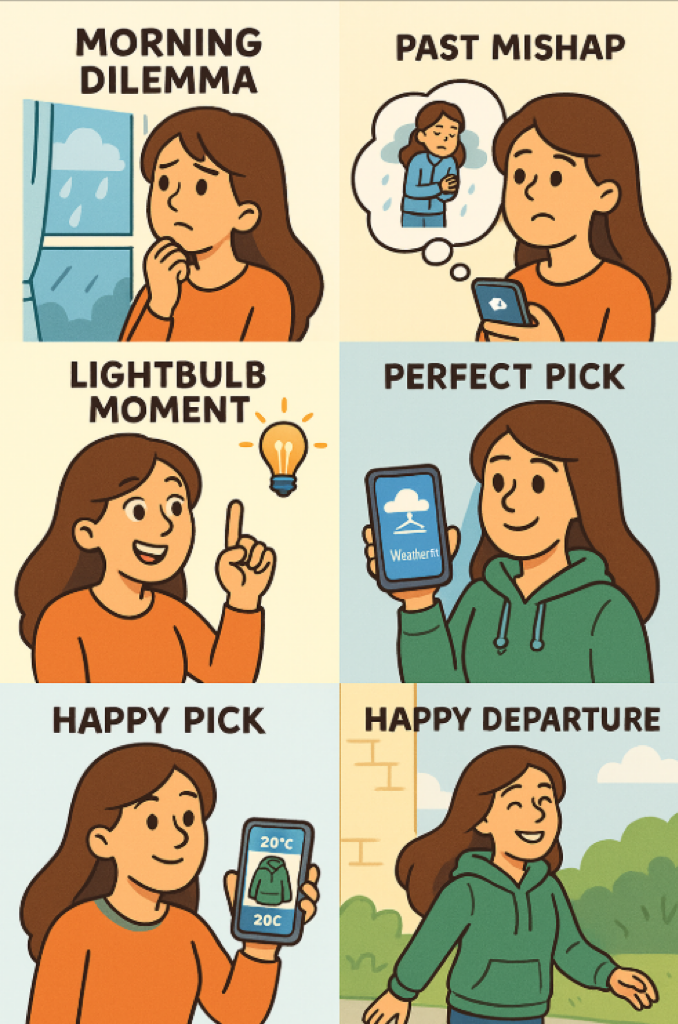 MORNING
DILEMMA
PAST MISHAP
LIGHTBULB
MOMENT
PERFECT PICK
Weatherfit
HAPPY PICK
20°C
20C
HAPPY DEPARTURE